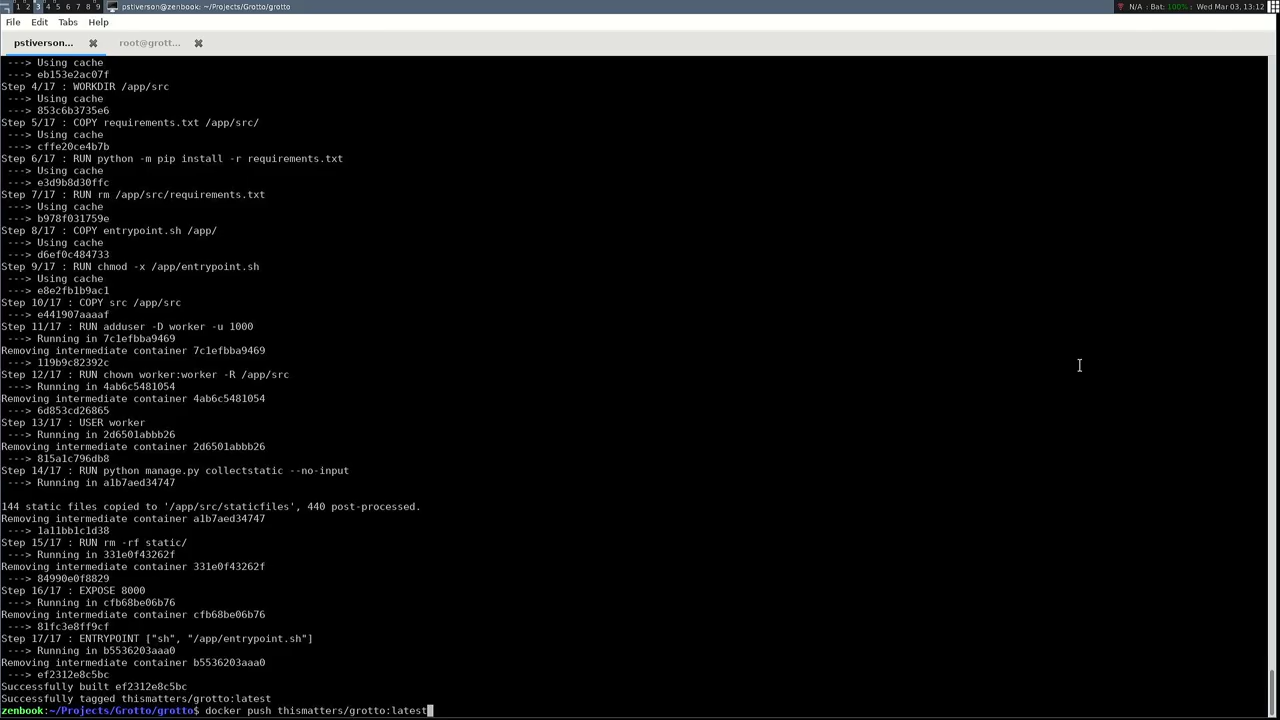 1 2 3 4 5 6 7 8 9 pstiverson@zenbook: ~/Projects/Grotto/grotto N/A : Bat: 100% : Wed Mar 03, 13:12
File Edit Tabs Help
pstiverson... root@grott...
---> Using cache
---> eb153e2ac07f
Step 4/17 : WORKDIR /app/src
---> Using cache
---> 853c6b3735e6
Step 5/17 : COPY requirements.txt /app/src/
---> Using cache
---> cffe20ce4b7b
Step 6/17 : RUN python -m pip install -r requirements.txt
---> Using cache
---> e3d9b8d30ffc
Step 7/17 : RUN rm /app/src/requirements.txt
---> Using cache
---> b978f031759e
Step 8/17 : COPY entrypoint.sh /app/
---> Using cache
---> d6ef0c484733
Step 9/17 : RUN chmod -x /app/entrypoint.sh
---> Using cache
---> e8e2fb1b9ac1
Step 10/17 : COPY src /app/src
---> e441907aaaaf
Step 11/17 : RUN adduser -D worker -u 1000
---> Running in 7c1efbba9469
Removing intermediate container 7c1efbba9469
---> 119b9c82392c
Step 12/17 : RUN chown worker:worker -R /app/src
---> Running in 4ab6c5481054
Removing intermediate container 4ab6c5481054
---> 6d853cd26865
Step 13/17 : USER worker
---> Running in 2d6501abbb26
Removing intermediate container 2d6501abbb26
---> 815a1c796db8
Step 14/17 : RUN python manage.py collectstatic --no-input
---> Running in a1b7aed34747
144 static files copied to '/app/src/staticfiles', 440 post-processed.
Removing intermediate container a1b7aed34747
---> 1a11bb1c1d38
Step 15/17 : RUN rm -rf static/
---> Running in 331e0f43262f
Removing intermediate container 331e0f43262f
---> 84990e0f8829
Step 16/17 : EXPOSE 8000
---> Running in cfb68be06b76
Removing intermediate container cfb68be06b76
---> 81fc3e8ff9cf
Step 17/17 : ENTRYPOINT ["sh", "/app/entrypoint.sh"]
---> Running in b5536203aaa0
Removing intermediate container b5536203aaa0
---> ef2312e8c5bc
Successfully built ef2312e8c5bc
Successfully tagged thismatters/grotto:latest
zenbook:~/Projects/Grotto/grotto$ docker push thismatters/grotto:latest